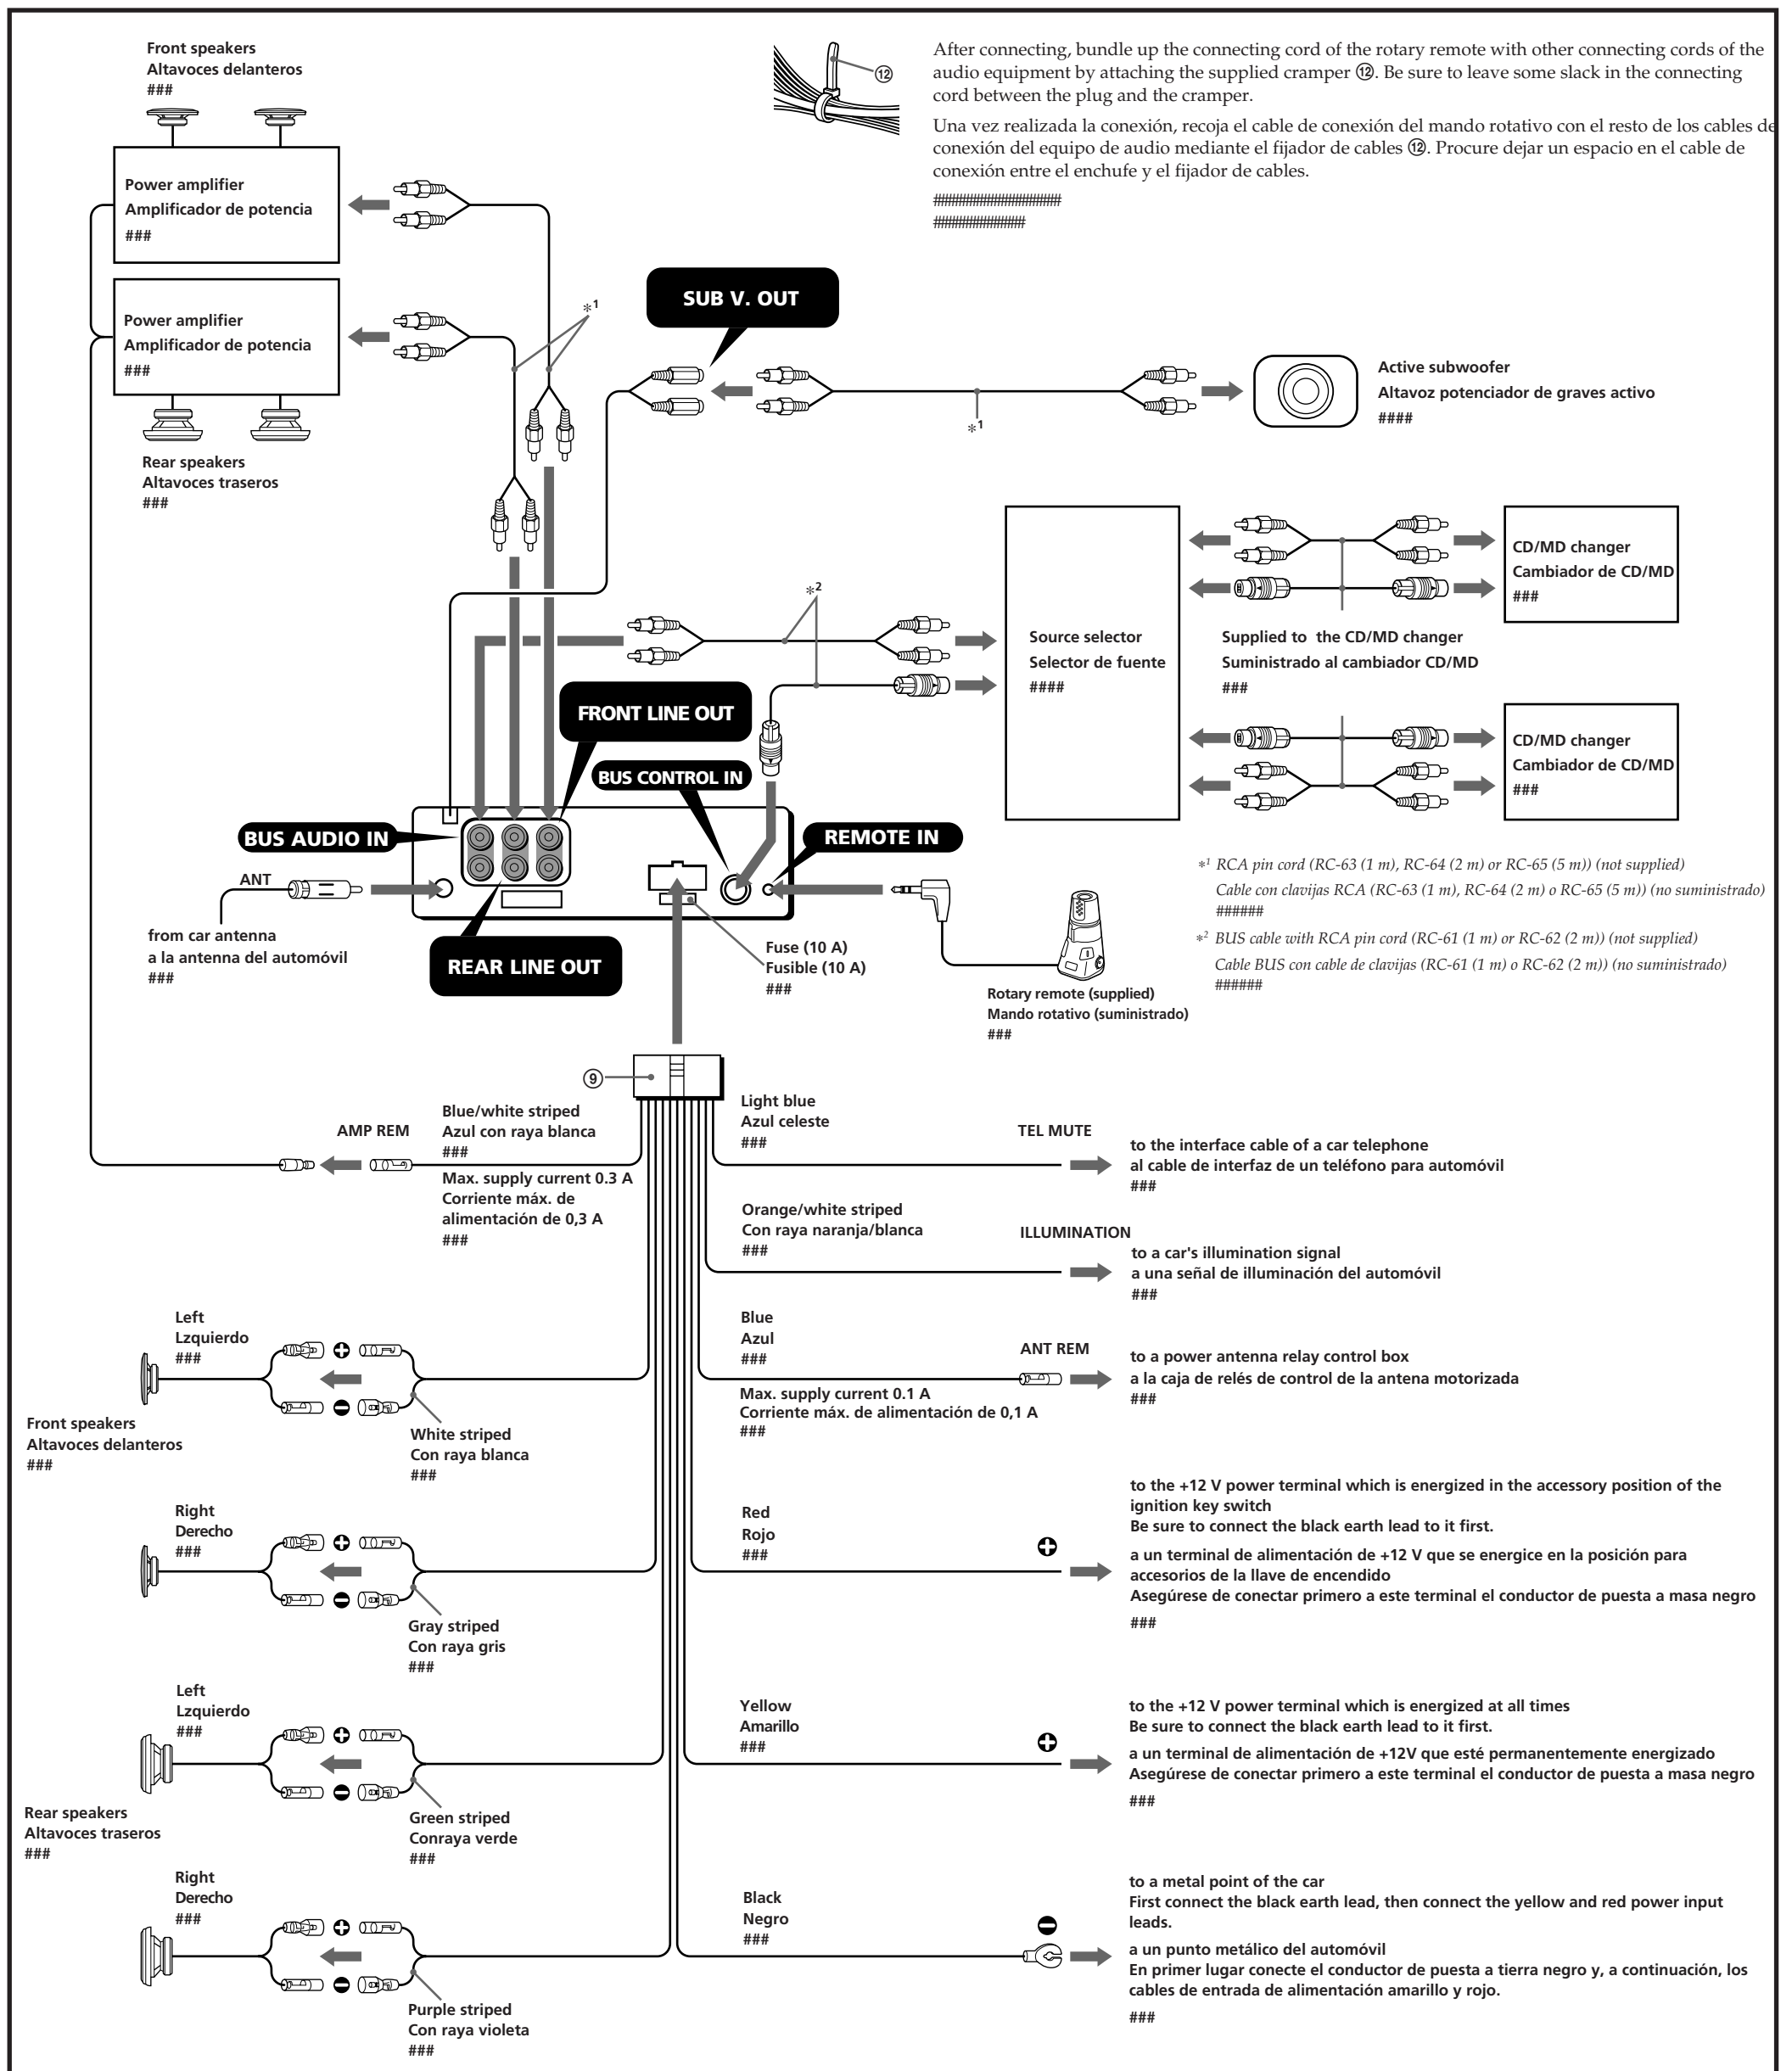 Front speakers
Altavoces delanteros
###
⑫
After connecting, bundle up the connecting cord of the rotary remote with other connecting cords of the
audio equipment by attaching the supplied cramper ⑫. Be sure to leave some slack in the connecting
cord between the plug and the cramper.
Una vez realizada la conexión, recoja el cable de conexión del mando rotativo con el resto de los cables de
conexión del equipo de audio mediante el fijador de cables ⑫. Procure dejar un espacio en el cable de
conexión entre el enchufe y el fijador de cables.
##################
#############
Power amplifier
Amplificador de potencia
###
Power amplifier
Amplificador de potencia
###
Rear speakers
Altavoces traseros
###
*1
SUB V. OUT
*1
Active subwoofer
Altavoz potenciador de graves activo
####
*2
Source selector
Selector de fuente
####
CD/MD changer
Cambiador de CD/MD
###
Supplied to the CD/MD changer
Suministrado al cambiador CD/MD
###
CD/MD changer
Cambiador de CD/MD
###
FRONT LINE OUT
BUS CONTROL IN
BUS AUDIO IN
REMOTE IN
ANT
from car antenna
a la antenna del automóvil
###
REAR LINE OUT
Fuse (10 A)
Fusible (10 A)
###
Rotary remote (supplied)
Mando rotativo (suministrado)
###
*1 RCA pin cord (RC-63 (1 m), RC-64 (2 m) or RC-65 (5 m)) (not supplied)
Cable con clavijas RCA (RC-63 (1 m), RC-64 (2 m) o RC-65 (5 m)) (no suministrado)
######
*2 BUS cable with RCA pin cord (RC-61 (1 m) or RC-62 (2 m)) (not supplied)
Cable BUS con cable de clavijas (RC-61 (1 m) o RC-62 (2 m)) (no suministrado)
######
⑨
AMP REM
Blue/white striped
Azul con raya blanca
###
Max. supply current 0.3 A
Corriente máx. de
alimentación de 0,3 A
###
Light blue
Azul celeste
###
TEL MUTE
to the interface cable of a car telephone
al cable de interfaz de un teléfono para automóvil
###
Orange/white striped
Con raya naranja/blanca
###
ILLUMINATION
to a car's illumination signal
a una señal de illuminación del automóvil
###
Left
Lzquierdo
###
Front speakers
Altavoces delanteros
###
White striped
Con raya blanca
###
Blue
Azul
###
ANT REM
Max. supply current 0.1 A
Corriente máx. de alimentación de 0,1 A
###
to a power antenna relay control box
a la caja de relés de control de la antena motorizada
###
Right
Derecho
###
Gray striped
Con raya gris
###
Red
Rojo
###
to the +12 V power terminal which is energized in the accessory position of the
ignition key switch
Be sure to connect the black earth lead to it first.
a un terminal de alimentación de +12 V que se energice en la posición para
accesorios de la llave de encendido
Asegúrese de conectar primero a este terminal el conductor de puesta a masa negro
###
Left
Lzquierdo
###
Rear speakers
Altavoces traseros
###
Green striped
Conraya verde
###
Yellow
Amarillo
###
to the +12 V power terminal which is energized at all times
Be sure to connect the black earth lead to it first.
a un terminal de alimentación de +12V que esté permanentemente energizado
Asegúrese de conectar primero a este terminal el conductor de puesta a masa negro
###
Right
Derecho
###
Purple striped
Con raya violeta
###
Black
Negro
###
to a metal point of the car
First connect the black earth lead, then connect the yellow and red power input
leads.
a un punto metálico del automóvil
En primer lugar conecte el conductor de puesta a tierra negro y, a continuación, los
cables de entrada de alimentación amarillo y rojo.
###